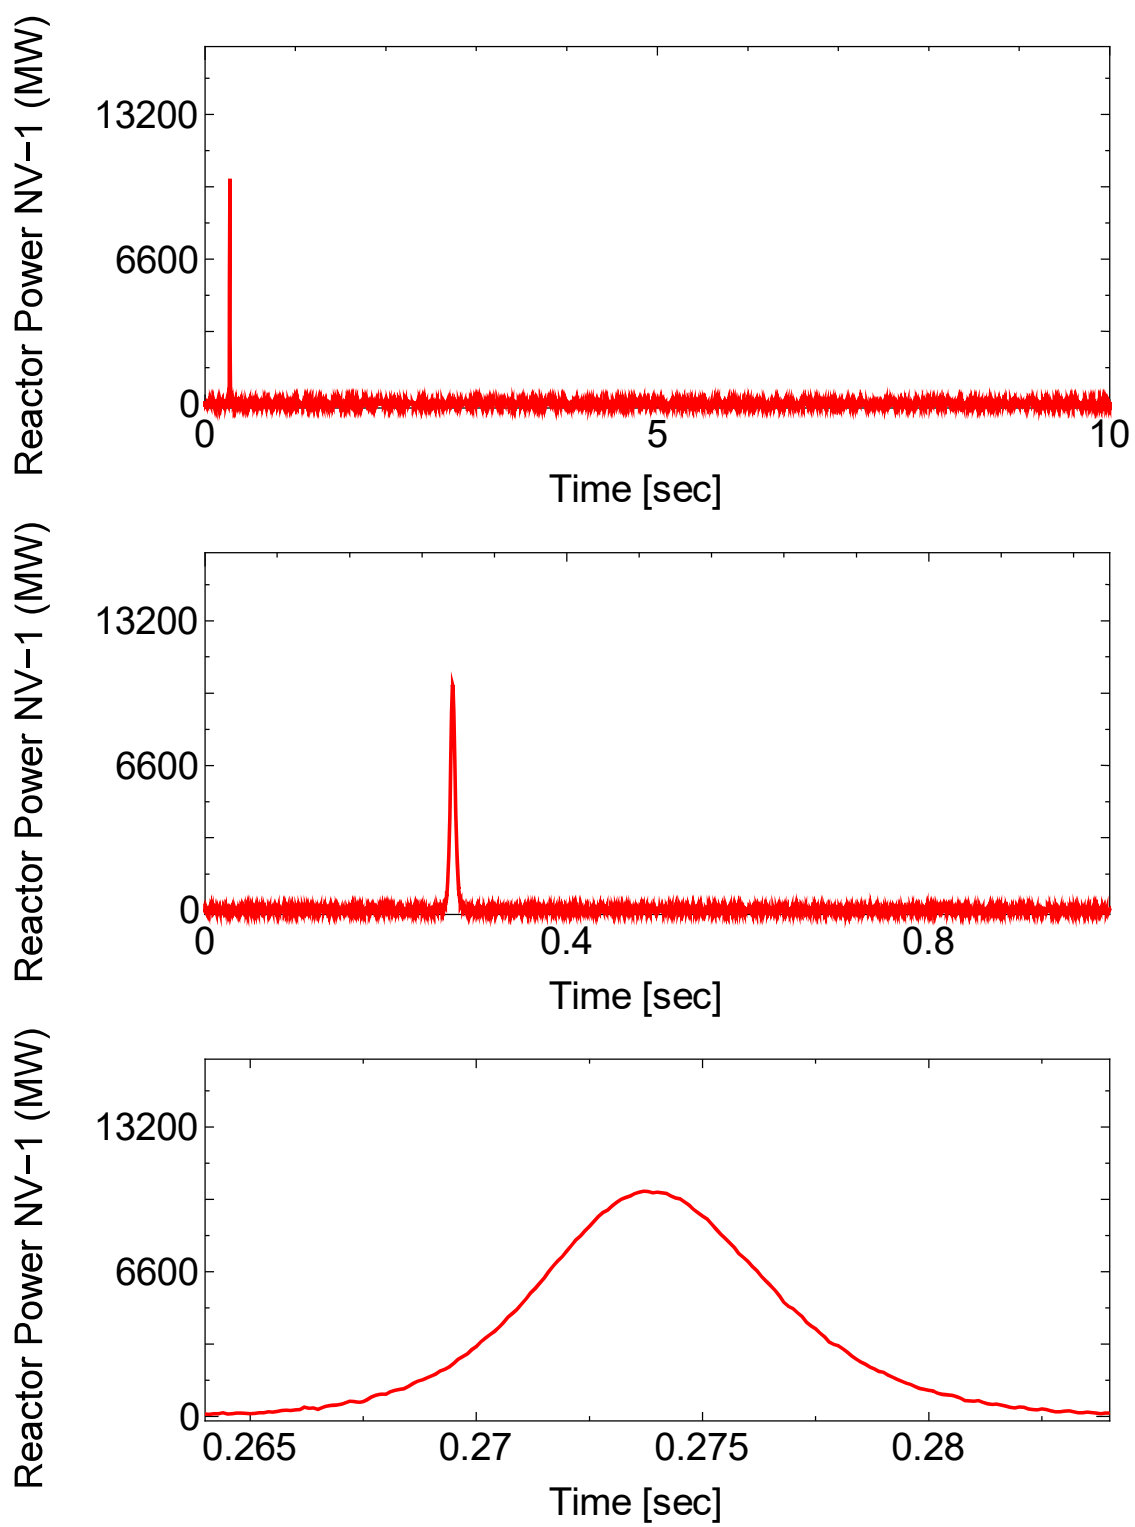 Reactor Power NV−1 (MW)
13200
6600
0
0 5 10
Time [sec]
Reactor Power NV−1 (MW)
13200
6600
0
0 0.4 0.8
Time [sec]
Reactor Power NV−1 (MW)
13200
6600
0
0.265 0.27 0.275 0.28
Time [sec]